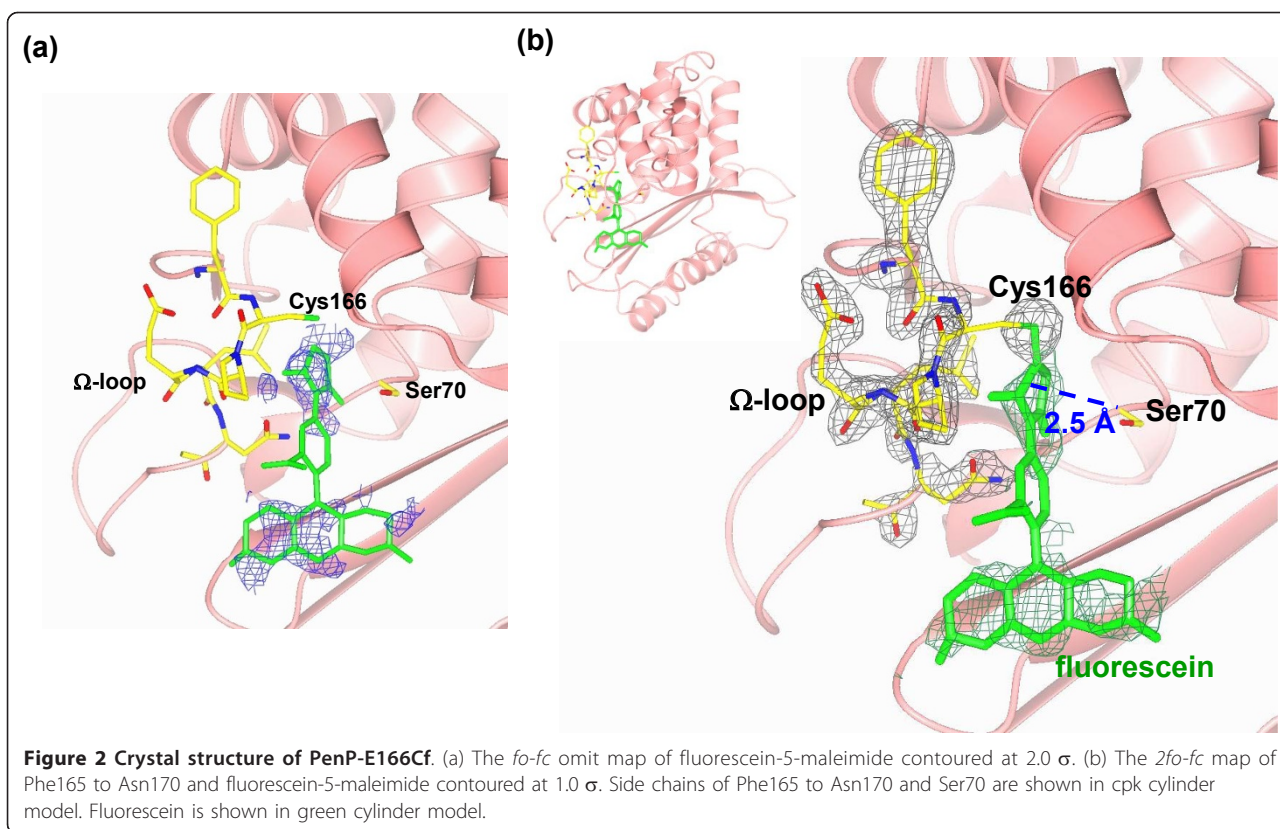 (a)
(b)
Cys166
Ω-loop
Ser70
Cys166
Ω-loop
Ser70
2.5 Å
fluorescein
Figure 2 Crystal structure of PenP-E166Cf. (a) The fo-fc omit map of fluorescein-5-maleimide contoured at 2.0 σ. (b) The 2fo-fc map of
Phe165 to Asn170 and fluorescein-5-maleimide contoured at 1.0 σ. Side chains of Phe165 to Asn170 and Ser70 are shown in cpk cylinder
model. Fluorescein is shown in green cylinder model.